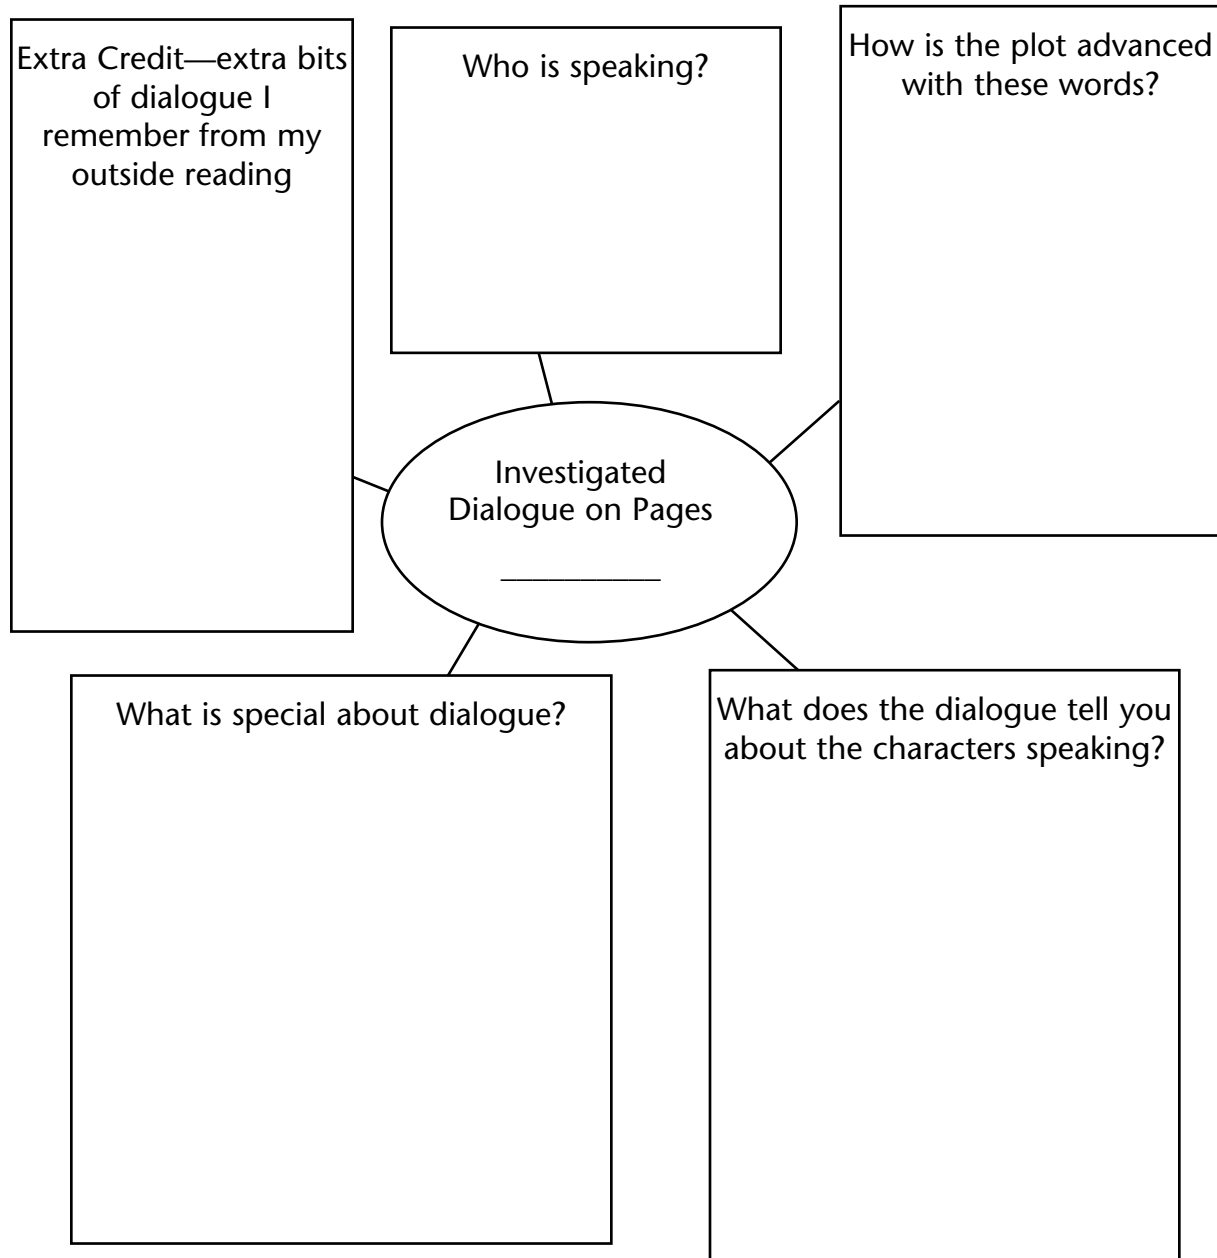 Extra Credit—extra bits
of dialogue I
remember from my
outside reading
Who is speaking?
How is the plot advanced
with these words?
Investigated
Dialogue on Pages
__________
What is special about dialogue?
What does the dialogue tell you
about the characters speaking?